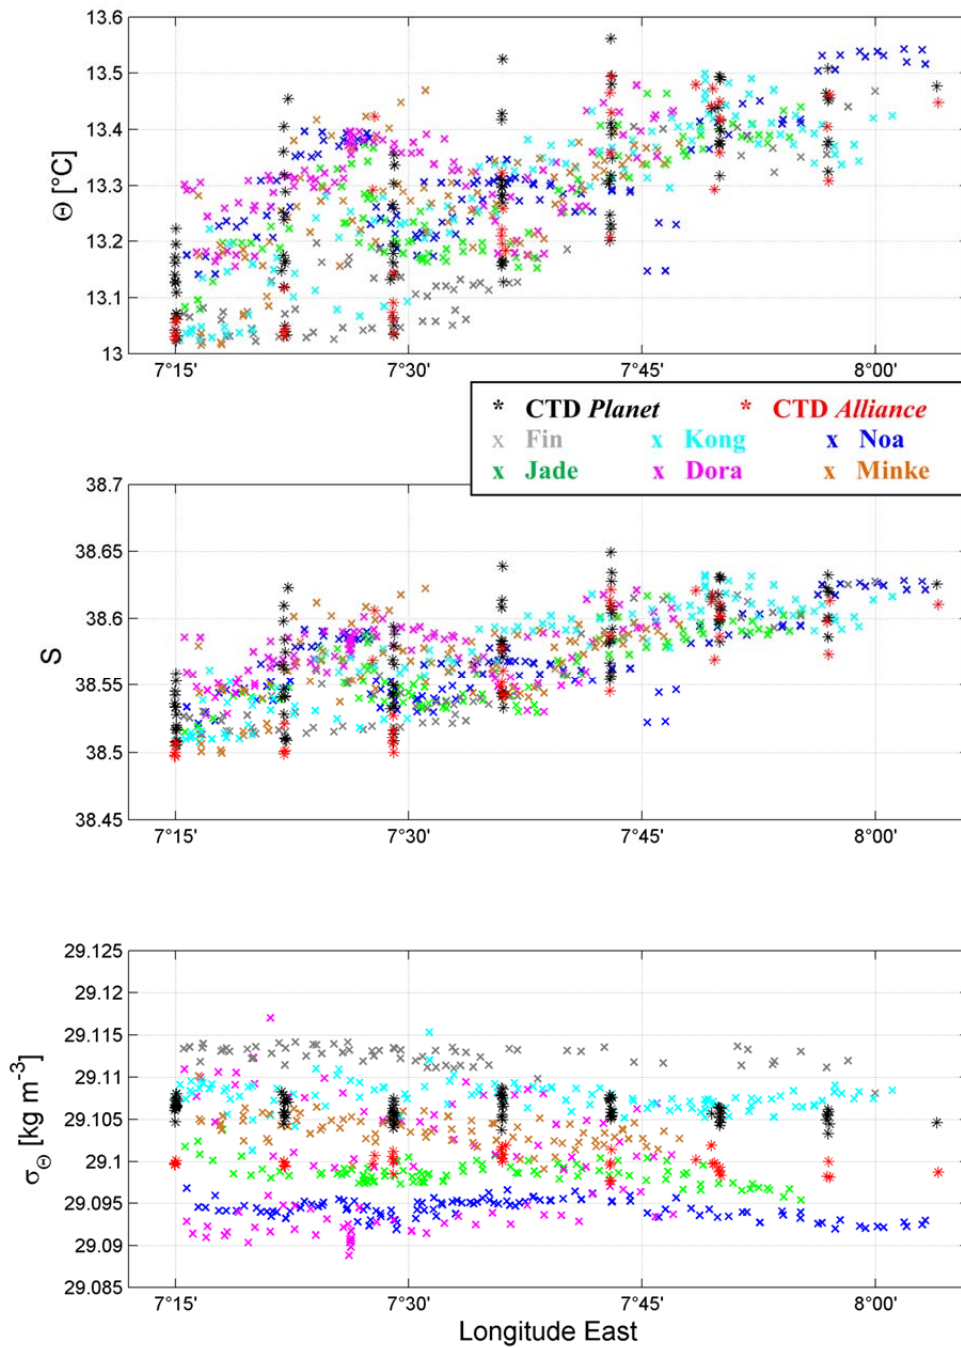 13.6
13.5
13.4
13.3
13.2
13.1
13
Θ [°C]
7°15' 7°30' 7°45' 8°00'
* CTD Planet * CTD Alliance
x Fin x Kong x Noa
x Jade x Dora x Minke
38.7
38.65
38.6
38.55
38.5
38.45
S
7°15' 7°30' 7°45' 8°00'
29.125
29.12
29.115
29.11
29.105
29.1
29.095
29.09
29.085
σΘ [kg m⁻³]
7°15' 7°30' 7°45' 8°00'
Longitude East